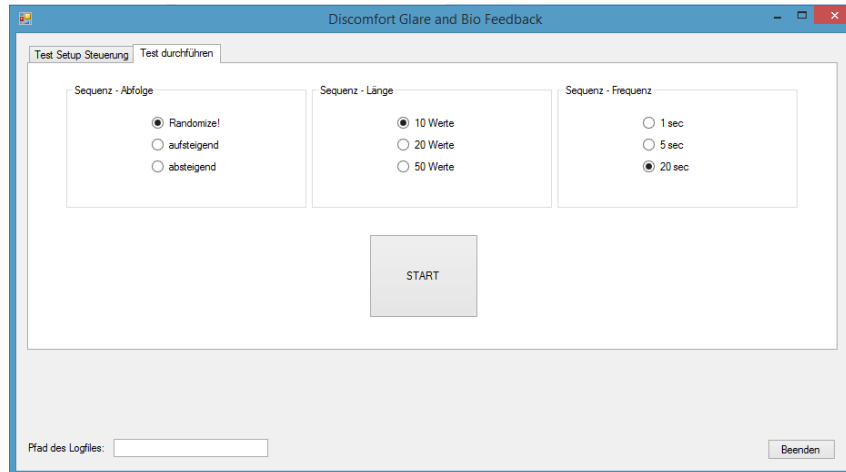 Discomfort Glare and Bio Feedback
Test Setup Steuerung
Test durchführen
Sequenz - Abfolge
Randomize!
aufsteigend
absteigend
Sequenz - Länge
10 Werte
20 Werte
50 Werte
Sequenz - Frequenz
1 sec
5 sec
20 sec
START
Pfad des Logfiles:
Beenden